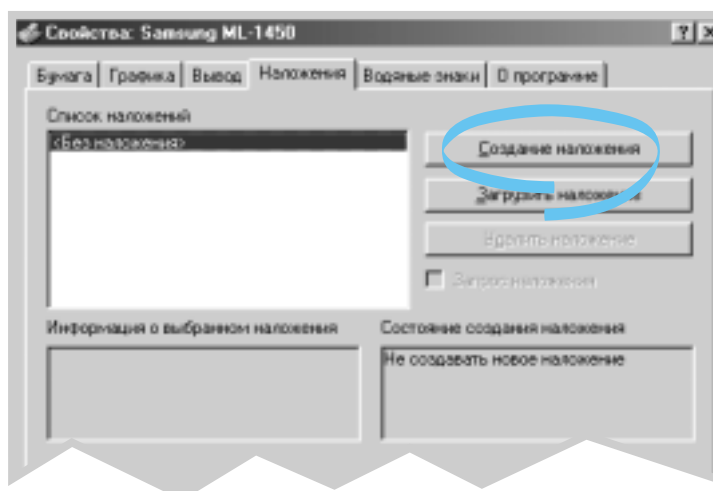 Свойства: Samsung ML-1450
Бумага Графика Вывод Наложения Водяные знаки О программе
Список наложений
<Без наложения>
Создание наложения
Загрузить наложение
Удалить наложение
Запрос наложения
Информация о выбранном наложения
Состояние создания наложения
Не создавать новое наложение